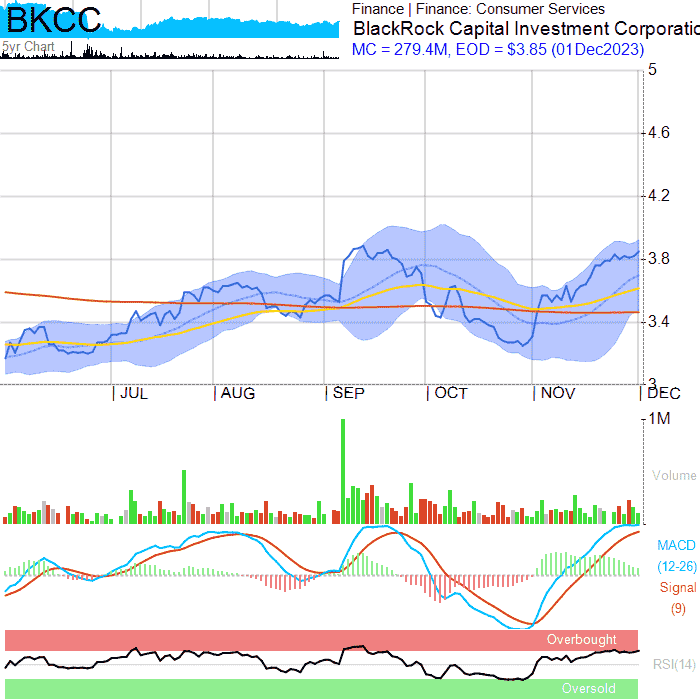 BKCC
5yr Chart
Finance | Finance: Consumer Services
BlackRock Capital Investment Corporatio
MC = 279.4M, EOD = $3.85 (01Dec2023)
5
4.6
4.2
3.8
3.4
3
JUL
AUG
SEP
OCT
NOV
DEC
1M
Volume
MACD
(12-26)
Signal
(9)
Overbought
RSI(14)
Oversold